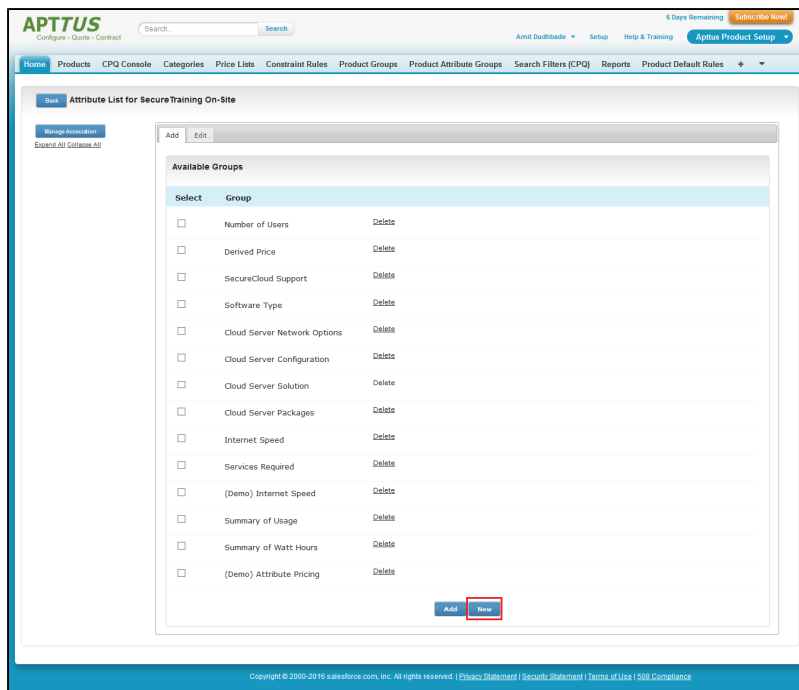 6 Days Remaining Subscribe Now!
APTTUS
Configure - Quote - Contract
Search... Search
Amit Dudhbade Setup Help & Training Apttus Product Setup
Home Products CPQ Console Categories Price Lists Constraint Rules Product Groups Product Attribute Groups Search Filters (CPQ) Reports Product Default Rules +
Back Attribute List for SecureTraining On-Site
Manage Association
Expand All Collapse All
Add Edit
Available Groups
Select Group
Number of Users Delete
Derived Price Delete
SecureCloud Support Delete
Software Type Delete
Cloud Server Network Options Delete
Cloud Server Configuration Delete
Cloud Server Solution Delete
Cloud Server Packages Delete
Internet Speed Delete
Services Required Delete
(Demo) Internet Speed Delete
Summary of Usage Delete
Summary of Watt Hours Delete
(Demo) Attribute Pricing Delete
Add New
Copyright © 2000-2016 salesforce.com, inc. All rights reserved. | Privacy Statement | Security Statement | Terms of Use | 508 Compliance